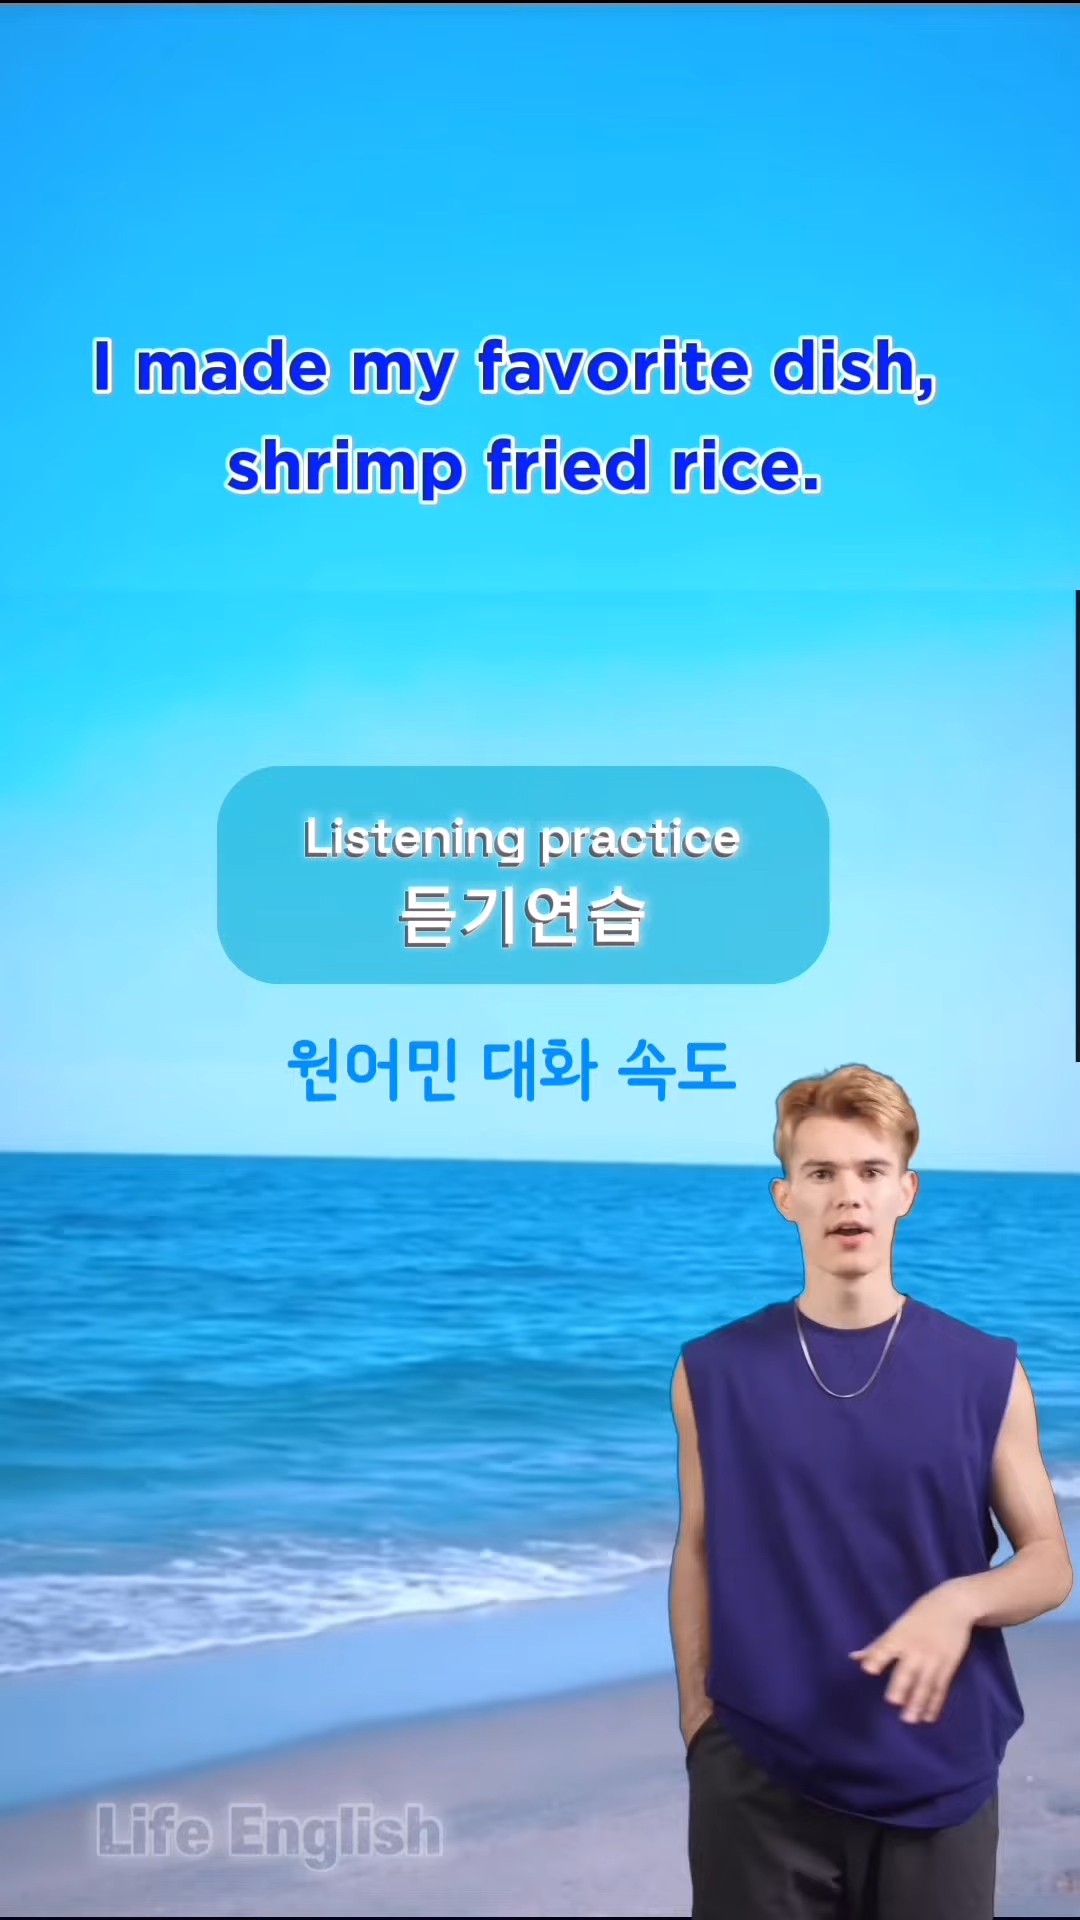 I made my favorite dish,
shrimp fried rice.
Listening practice
듣기연습
원어민 대화 속도
Life English